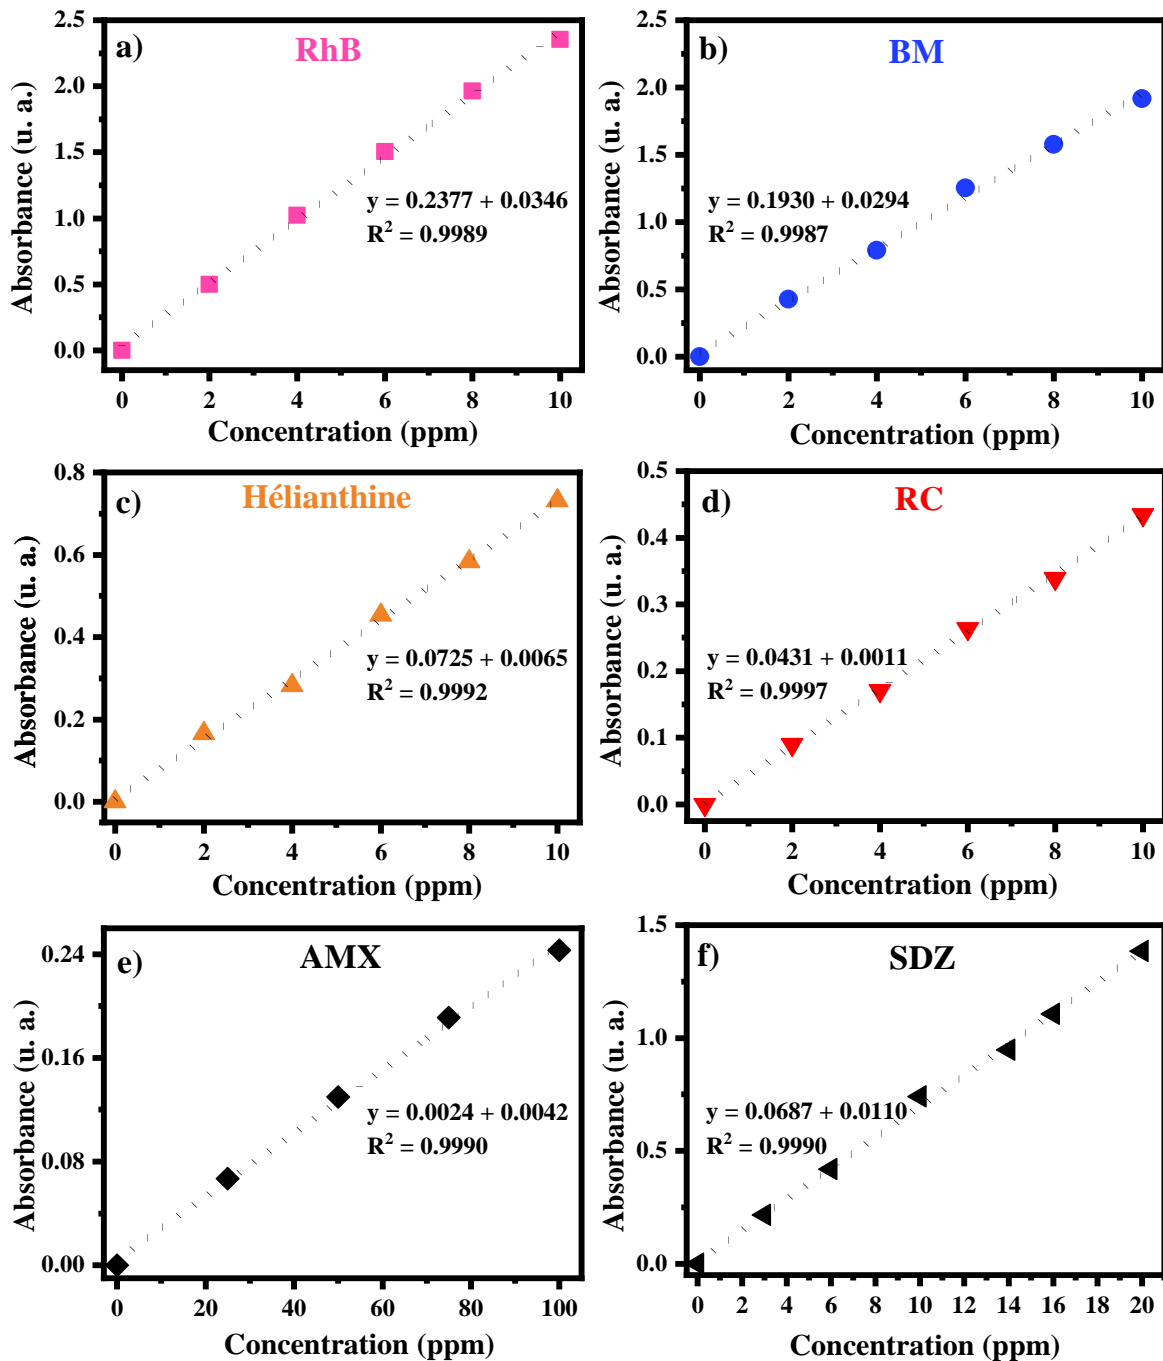 a)
RhB
2.5
2.0
1.5
1.0
0.5
0.0
Absorbance (u. a.)
y = 0.2377 + 0.0346
R² = 0.9989
0 2 4 6 8 10
Concentration (ppm)
b)
BM
2.5
2.0
1.5
1.0
0.5
0.0
Absorbance (u. a.)
y = 0.1930 + 0.0294
R² = 0.9987
0 2 4 6 8 10
Concentration (ppm)
c)
Hélianthine
0.8
0.6
0.4
0.2
0.0
Absorbance (u. a.)
y = 0.0725 + 0.0065
R² = 0.9992
0 2 4 6 8 10
Concentration (ppm)
d)
RC
0.5
0.4
0.3
0.2
0.1
0.0
Absorbance (u. a.)
y = 0.0431 + 0.0011
R² = 0.9997
0 2 4 6 8 10
Concentration (ppm)
e)
AMX
0.24
0.16
0.08
0.00
Absorbance (u. a.)
y = 0.0024 + 0.0042
R² = 0.9990
0 20 40 60 80 100
Concentration (ppm)
f)
SDZ
1.5
1.0
0.5
0.0
Absorbance (u. a.)
y = 0.0687 + 0.0110
R² = 0.9990
0 2 4 6 8 10 12 14 16 18 20
Concentration (ppm)